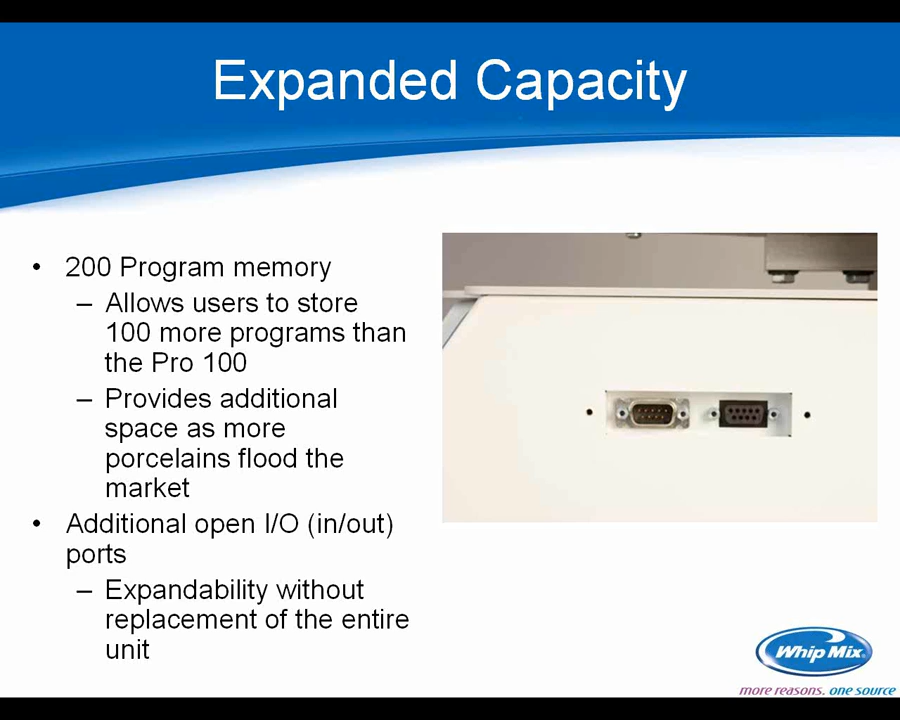 Expanded Capacity
• 200 Program memory
– Allows users to store
100 more programs than
the Pro 100
– Provides additional
space as more
porcelains flood the
market
• Additional open I/O (in/out)
ports
– Expandability without
replacement of the entire
unit
Whip Mix®
more reasons. one source